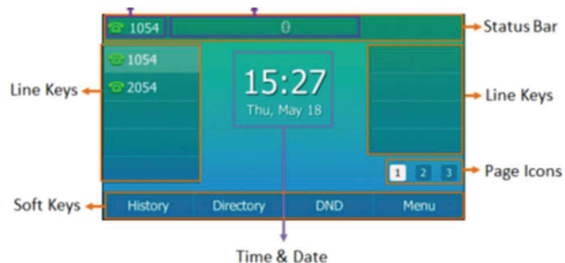 1054
Status Bar
1054
15:27
Line Keys
2054
Line Keys
Thu, May 18
1 2 3
Page Icons
Soft Keys
History Directory DND Menu
Time & Date